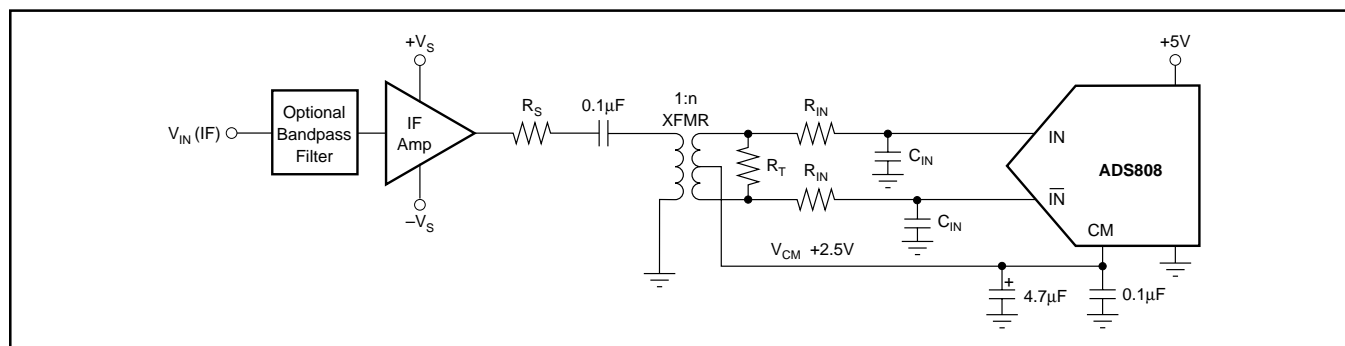 +V_S
+5V
Optional
Bandpass
Filter
V_IN (IF)
IF
Amp
–V_S
R_S
0.1µF
1:n
XFMR
R_T
R_IN
R_IN
C_IN
C_IN
IN
I̅N̅
ADS808
CM
V_CM +2.5V
+
4.7µF
0.1µF